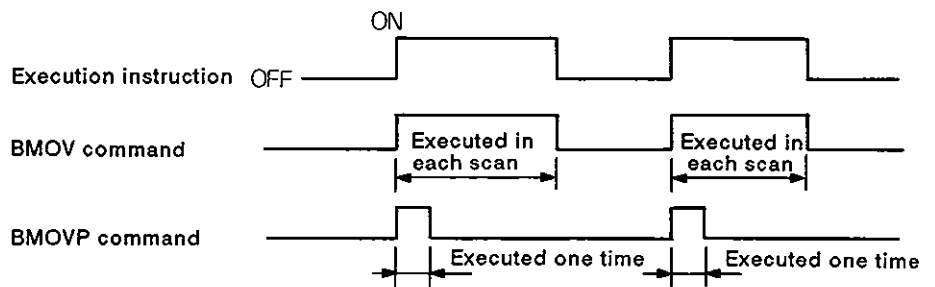 ON
Execution instruction OFF
BMOV command
Executed in
each scan
Executed in
each scan
BMOVP command
Executed one time
Executed one time